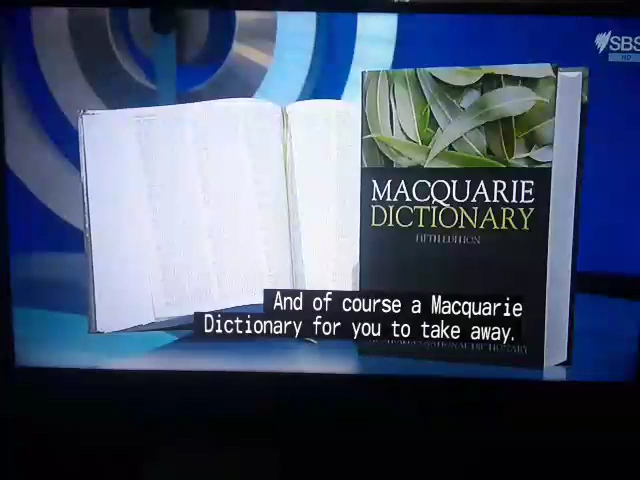 SBS
HD
MACQUARIE
DICTIONARY
FIFTH EDITION
And of course a Macquarie
Dictionary for you to take away.